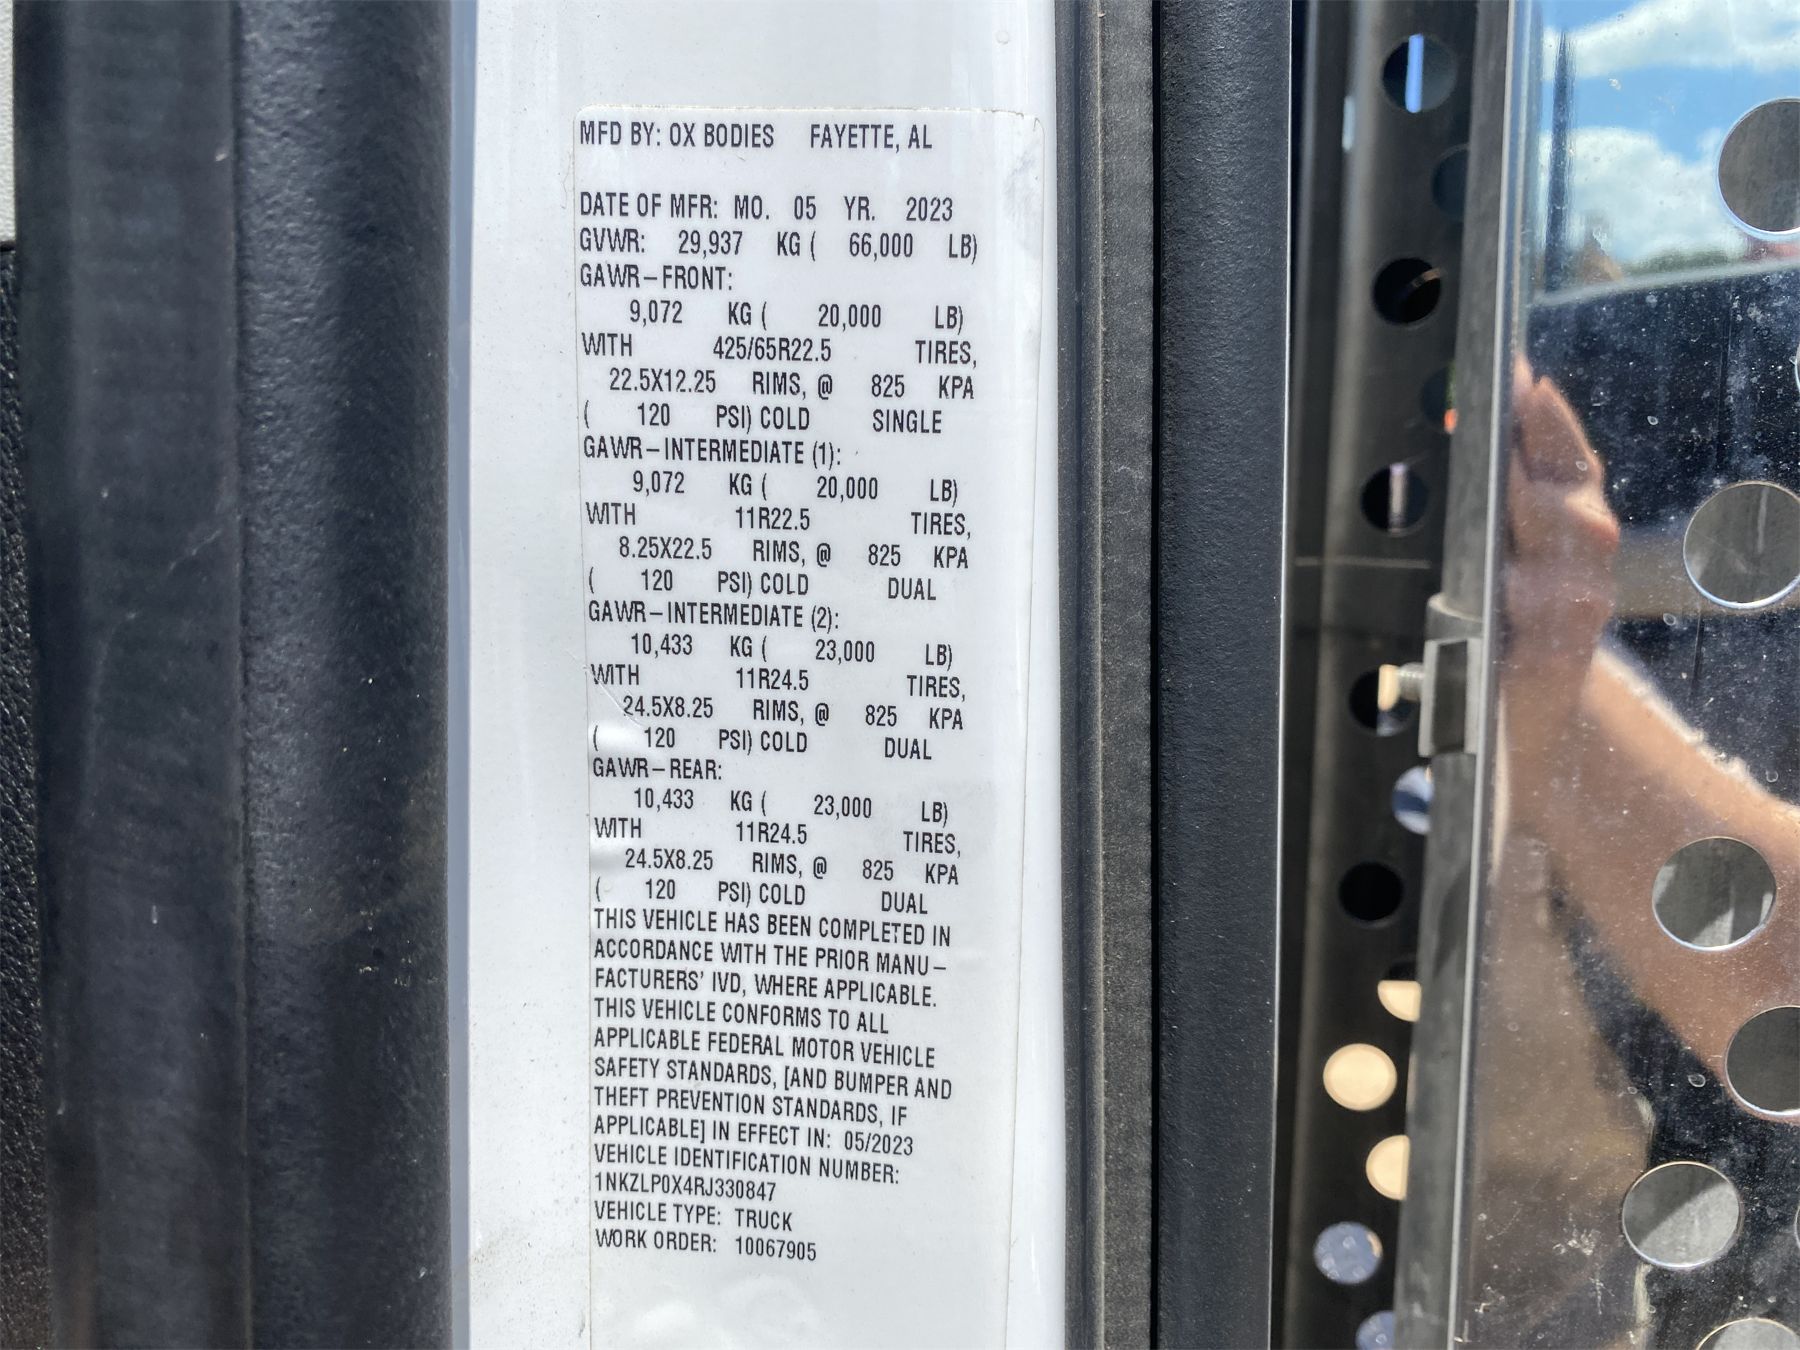 MFD BY: OX BODIES FAYETTE, AL
DATE OF MFR: MO. 05 YR. 2023
GVWR: 29,937 KG ( 66,000 LB)
GAWR-FRONT:
9,072 KG ( 20,000 LB)
WITH 425/65R22.5 TIRES,
22.5X12.25 RIMS, @ 825 KPA
( 120 PSI) COLD SINGLE
GAWR-INTERMEDIATE (1):
9,072 KG ( 20,000 LB)
WITH 11R22.5 TIRES,
8.25X22.5 RIMS, @ 825 KPA
( 120 PSI) COLD DUAL
GAWR-INTERMEDIATE (2):
10,433 KG ( 23,000 LB)
WITH 11R24.5 TIRES,
24.5X8.25 RIMS, @ 825 KPA
( 120 PSI) COLD DUAL
GAWR-REAR:
10,433 KG ( 23,000 LB)
WITH 11R24.5 TIRES,
24.5X8.25 RIMS, @ 825 KPA
( 120 PSI) COLD DUAL
THIS VEHICLE HAS BEEN COMPLETED IN
ACCORDANCE WITH THE PRIOR MANU-
FACTURERS' IVD, WHERE APPLICABLE.
THIS VEHICLE CONFORMS TO ALL
APPLICABLE FEDERAL MOTOR VEHICLE
SAFETY STANDARDS, [AND BUMPER AND
THEFT PREVENTION STANDARDS, IF
APPLICABLE] IN EFFECT IN: 05/2023
VEHICLE IDENTIFICATION NUMBER:
1NKZLP0X4RJ330847
VEHICLE TYPE: TRUCK
WORK ORDER: 10067905